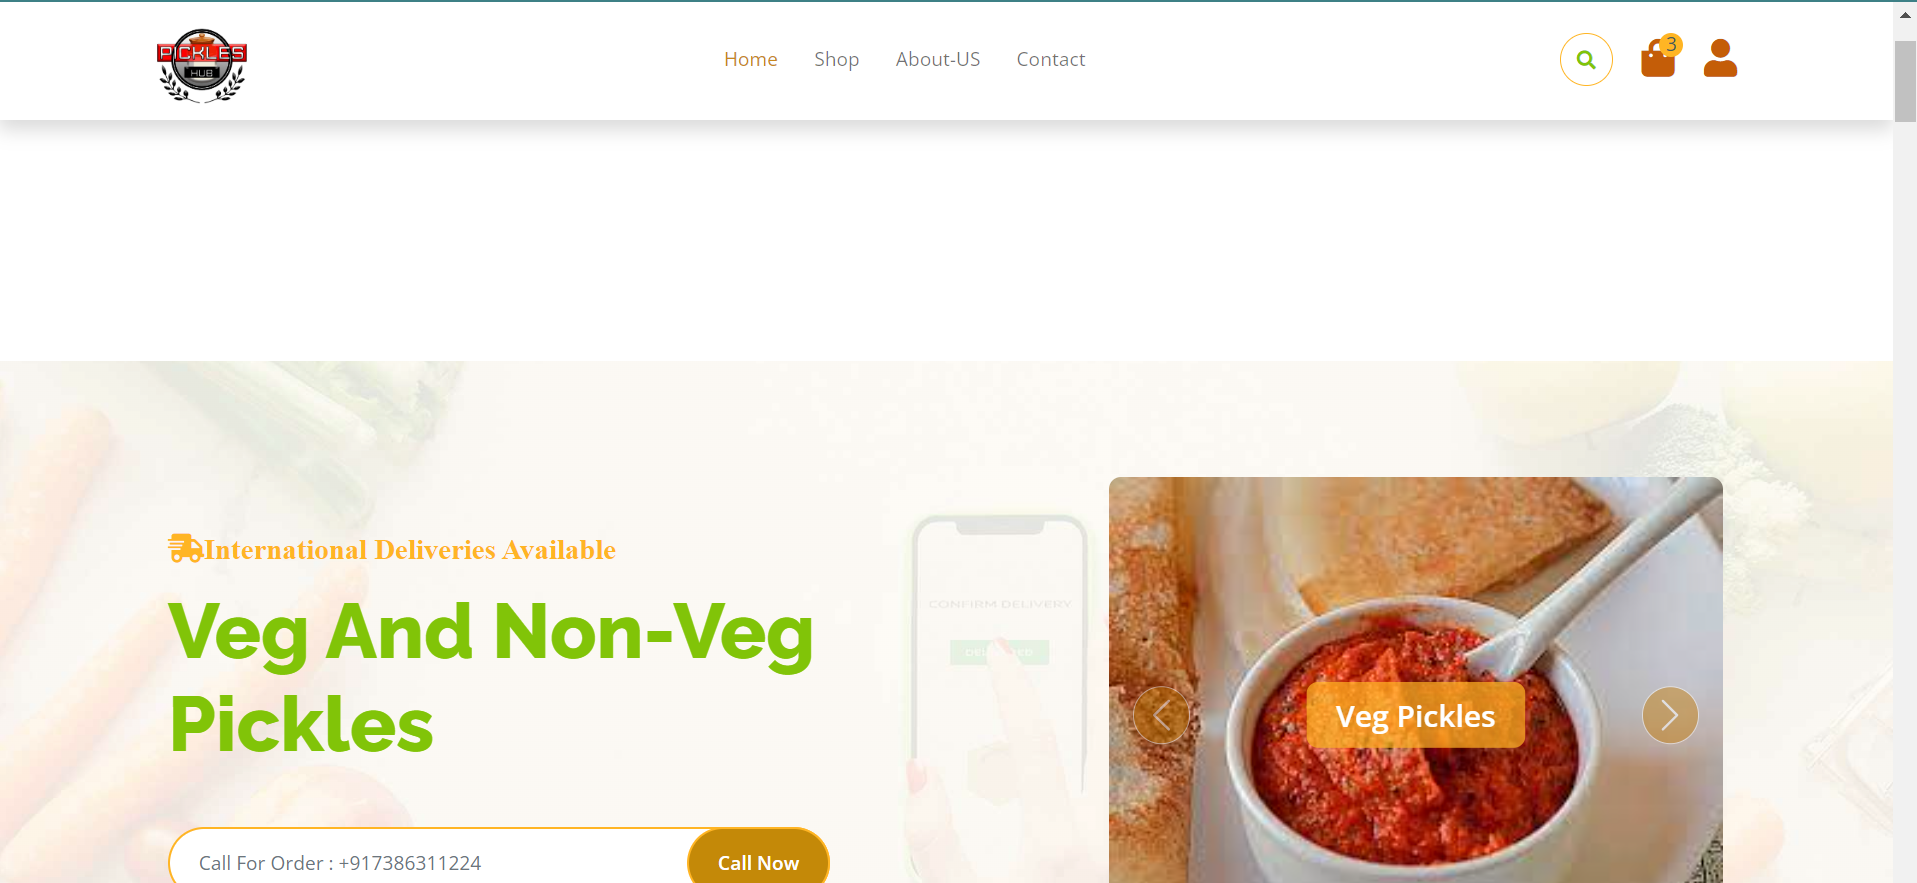 PICKLES
HUB
Home Shop About-US Contact
3
International Deliveries Available
Veg And Non-Veg
Pickles
CONFIRM DELIVERY
Veg Pickles
Call For Order : +917386311224 Call Now